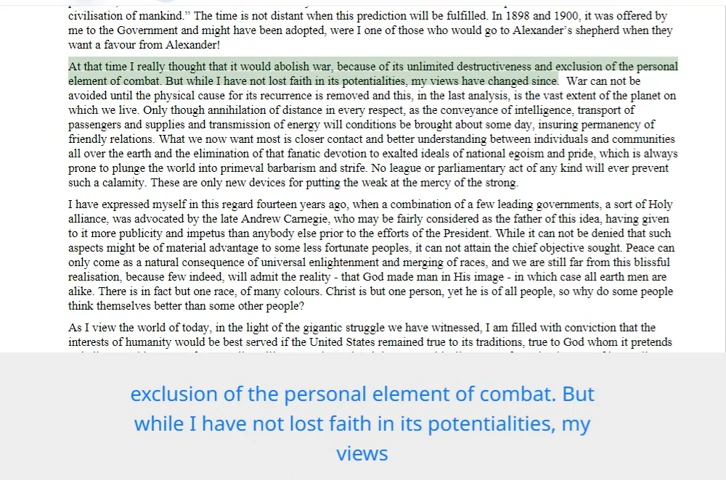 civilisation of mankind.” The time is not distant when this prediction will be fulfilled. In 1898 and 1900, it was offered by
me to the Government and might have been adopted, were I one of those who would go to Alexander’s shepherd when they
want a favour from Alexander!
At that time I really thought that it would abolish war, because of its unlimited destructiveness and exclusion of the personal
element of combat. But while I have not lost faith in its potentialities, my views have changed since. War can not be
avoided until the physical cause for its recurrence is removed and this, in the last analysis, is the vast extent of the planet on
which we live. Only though annihilation of distance in every respect, as the conveyance of intelligence, transport of
passengers and supplies and transmission of energy will conditions be brought about some day, insuring permanency of
friendly relations. What we now want most is closer contact and better understanding between individuals and communities
all over the earth and the elimination of that fanatic devotion to exalted ideals of national egoism and pride, which is always
prone to plunge the world into primeval barbarism and strife. No league or parliamentary act of any kind will ever prevent
such a calamity. These are only new devices for putting the weak at the mercy of the strong.
I have expressed myself in this regard fourteen years ago, when a combination of a few leading governments, a sort of Holy
alliance, was advocated by the late Andrew Carnegie, who may be fairly considered as the father of this idea, having given
to it more publicity and impetus than anybody else prior to the efforts of the President. While it can not be denied that such
aspects might be of material advantage to some less fortunate peoples, it can not attain the chief objective sought. Peace can
only come as a natural consequence of universal enlightenment and merging of races, and we are still far from this blissful
realisation, because few indeed, will admit the reality - that God made man in His image - in which case all earth men are
alike. There is in fact but one race, of many colours. Christ is but one person, yet he is of all people, so why do some people
think themselves better than some other people?
As I view the world of today, in the light of the gigantic struggle we have witnessed, I am filled with conviction that the
interests of humanity would be best served if the United States remained true to its traditions, true to God whom it pretends
exclusion of the personal element of combat. But
while I have not lost faith in its potentialities, my
views